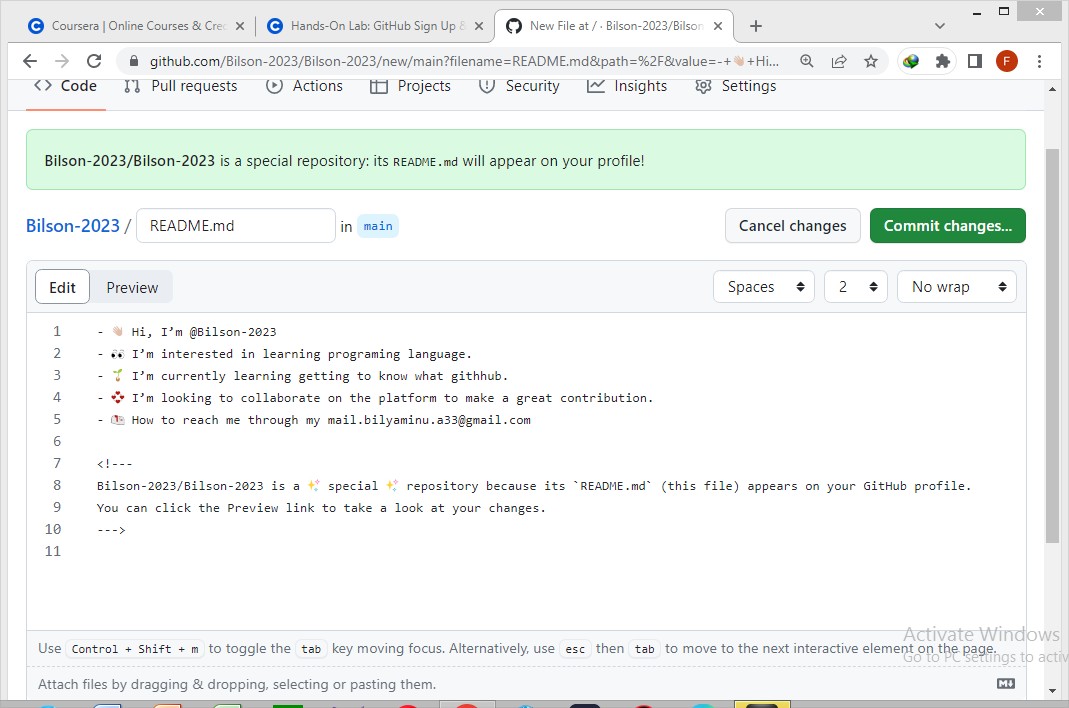 Coursera | Online Courses & Cre
Hands-On Lab: GitHub Sign Up &
New File at / · Bilson-2023/Bilson
github.com/Bilson-2023/Bilson-2023/new/main?filename=README.md&path=%2F&value=-+👋🏼+Hi...
F
Code
Pull requests
Actions
Projects
Security
Insights
Settings
Bilson-2023/Bilson-2023 is a special repository: its README.md will appear on your profile!
Bilson-2023 / README.md in main
Cancel changes
Commit changes...
Edit
Preview
Spaces
2
No wrap
1 - 👋🏼 Hi, I’m @Bilson-2023
2 - 👀 I’m interested in learning programing language.
3 - 🌱 I’m currently learning getting to know what githhub.
4 - 💞 I’m looking to collaborate on the platform to make a great contribution.
5 - 📫 How to reach me through my mail.bilyaminu.a33@gmail.com
6
7 <!---
8 Bilson-2023/Bilson-2023 is a ✨ special ✨ repository because its `README.md` (this file) appears on your GitHub profile.
9 You can click the Preview link to take a look at your changes.
10 --->
11
Use Control + Shift + m to toggle the tab key moving focus. Alternatively, use esc then tab to move to the next interactive element on the page.
Attach files by dragging & dropping, selecting or pasting them.
Activate Windows
Go to PC settings to activ